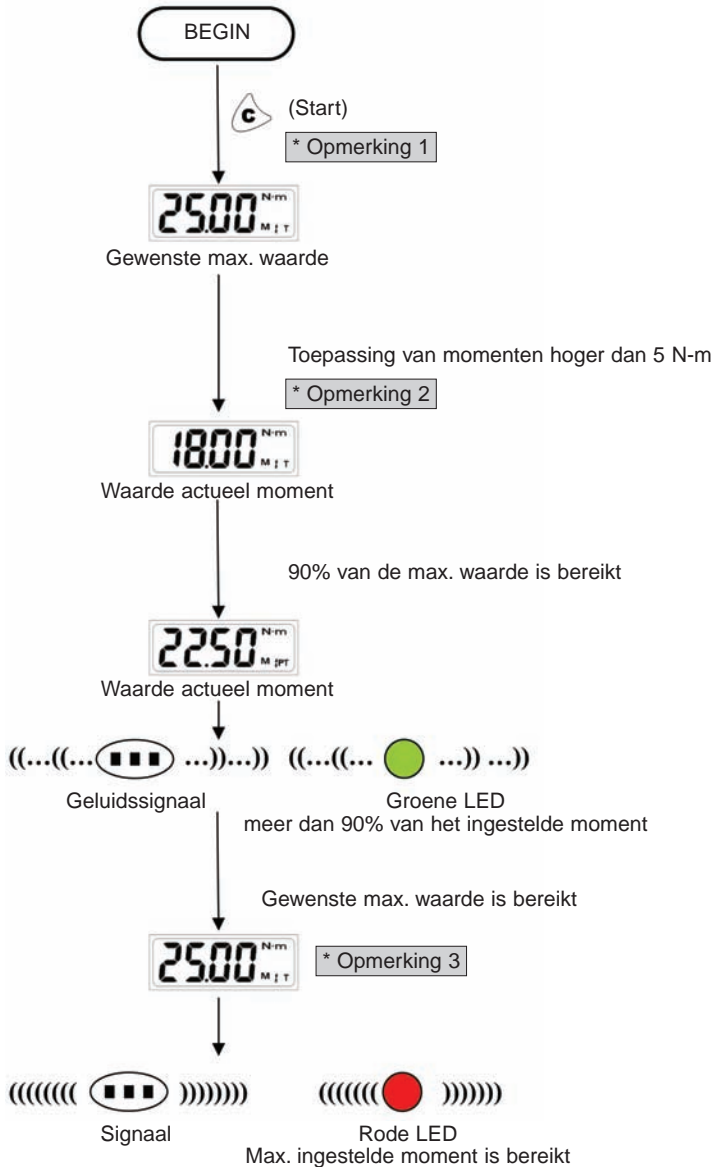 BEGIN
C (Start)
* Opmerking 1
25.00 N-m
M I T
Gewenste max. waarde
Toepassing van momenten hoger dan 5 N-m
* Opmerking 2
18.00 N-m
M I T
Waarde actueel moment
90% van de max. waarde is bereikt
22.50 N-m
M IPT
Waarde actueel moment
((...((... ...))...)) ((...((... ...)) ...))
Geluidssignaal Groene LED
meer dan 90% van het ingestelde moment
Gewenste max. waarde is bereikt
25.00 N-m
M I T
* Opmerking 3
(((((((( )))))))) ((((((( )))))))
Signaal Rode LED
Max. ingestelde moment is bereikt